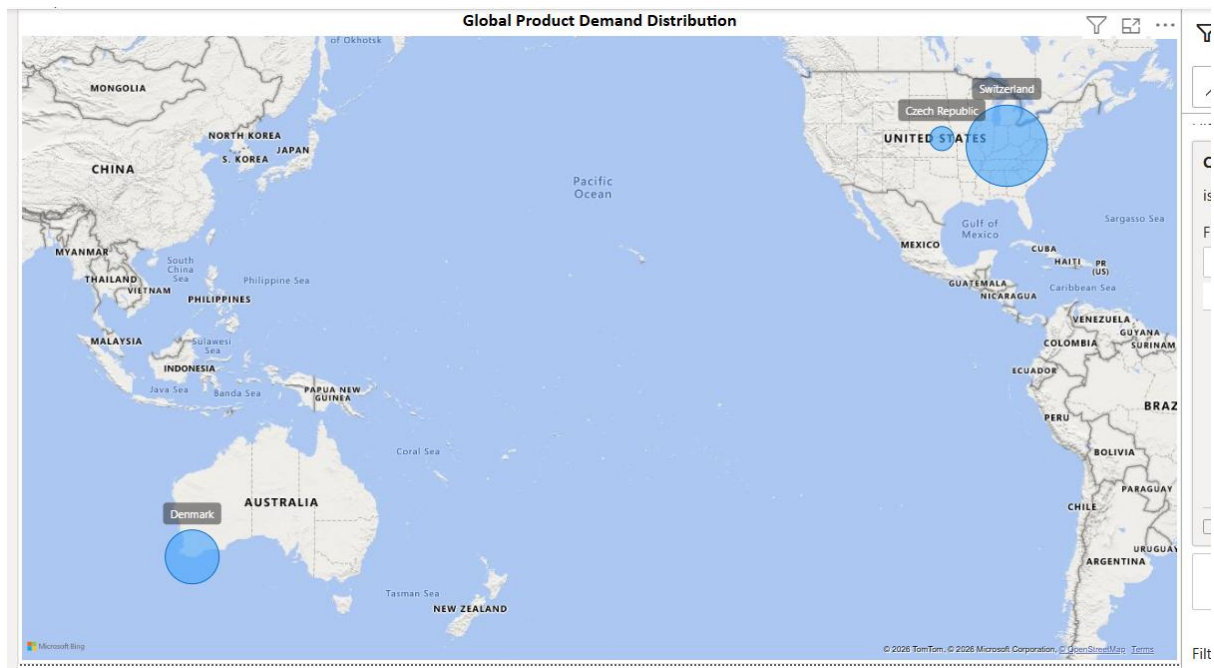 Global Product Demand Distribution
of Okhotsk
MONGOLIA
Switzerland
Czech Republic
NORTH KOREA
UNITED STATES
JAPAN
S. KOREA
CHINA
Pacific
Ocean
Gulf of
Mexico
Sargasso Sea
MEXICO
CUBA
MYANMAR
South
China
Sea
HAITI
PR
(US)
THAILAND
VIETNAM
Philippine Sea
GUATEMALA
Caribbean Sea
NICARAGUA
PHILIPPINES
VENEZUELA
GUYANA
SURINAM
MALAYSIA
Sulawesi
Sea
COLOMBIA
INDONESIA
ECUADOR
Java Sea
Banda Sea
PAPUA NEW
GUINEA
BRAZ
PERU
Coral Sea
BOLIVIA
PARAGUAY
AUSTRALIA
CHILE
Denmark
URUGUAY
ARGENTINA
Tasman Sea
NEW ZEALAND
Microsoft Bing
© 2026 TomTom, © 2026 Microsoft Corporation, © OpenStreetMap Terms
is
F
Filt